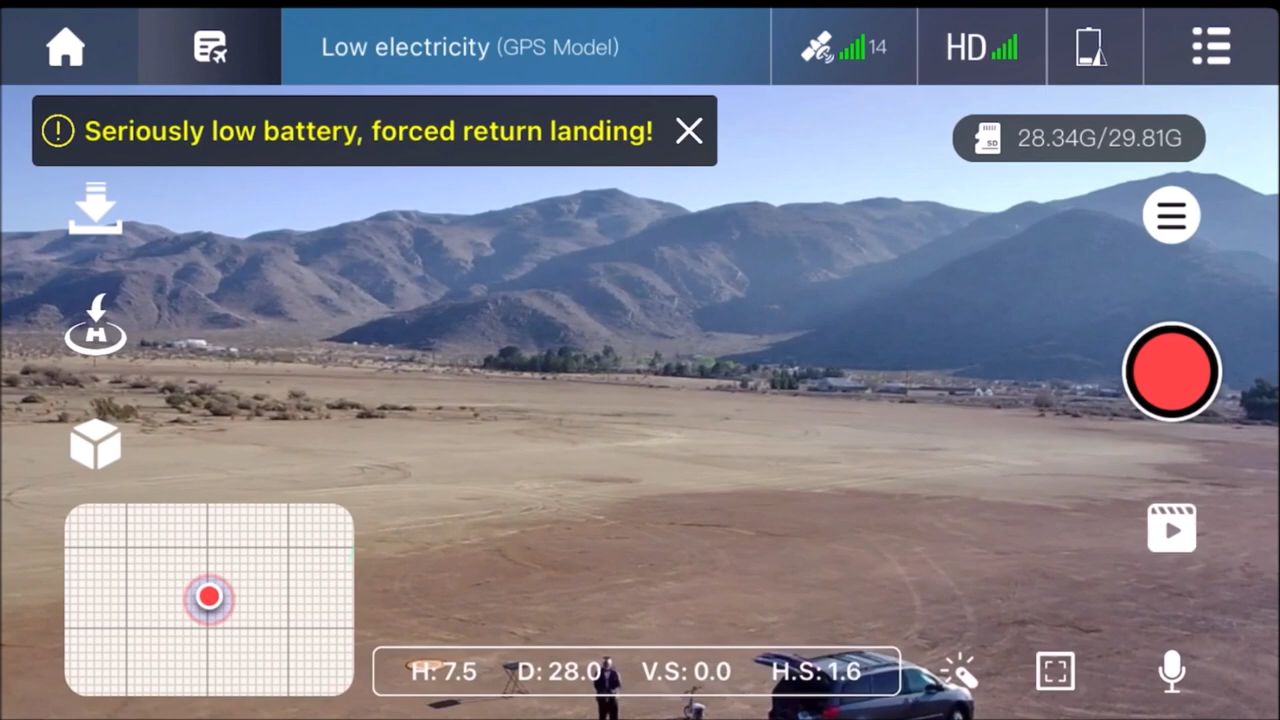 Low electricity (GPS Model)
14
HD
Seriously low battery, forced return landing!
SD 28.34G/29.81G
H
H: 7.5 D: 28.0 V.S: 0.0 H.S: 1.6